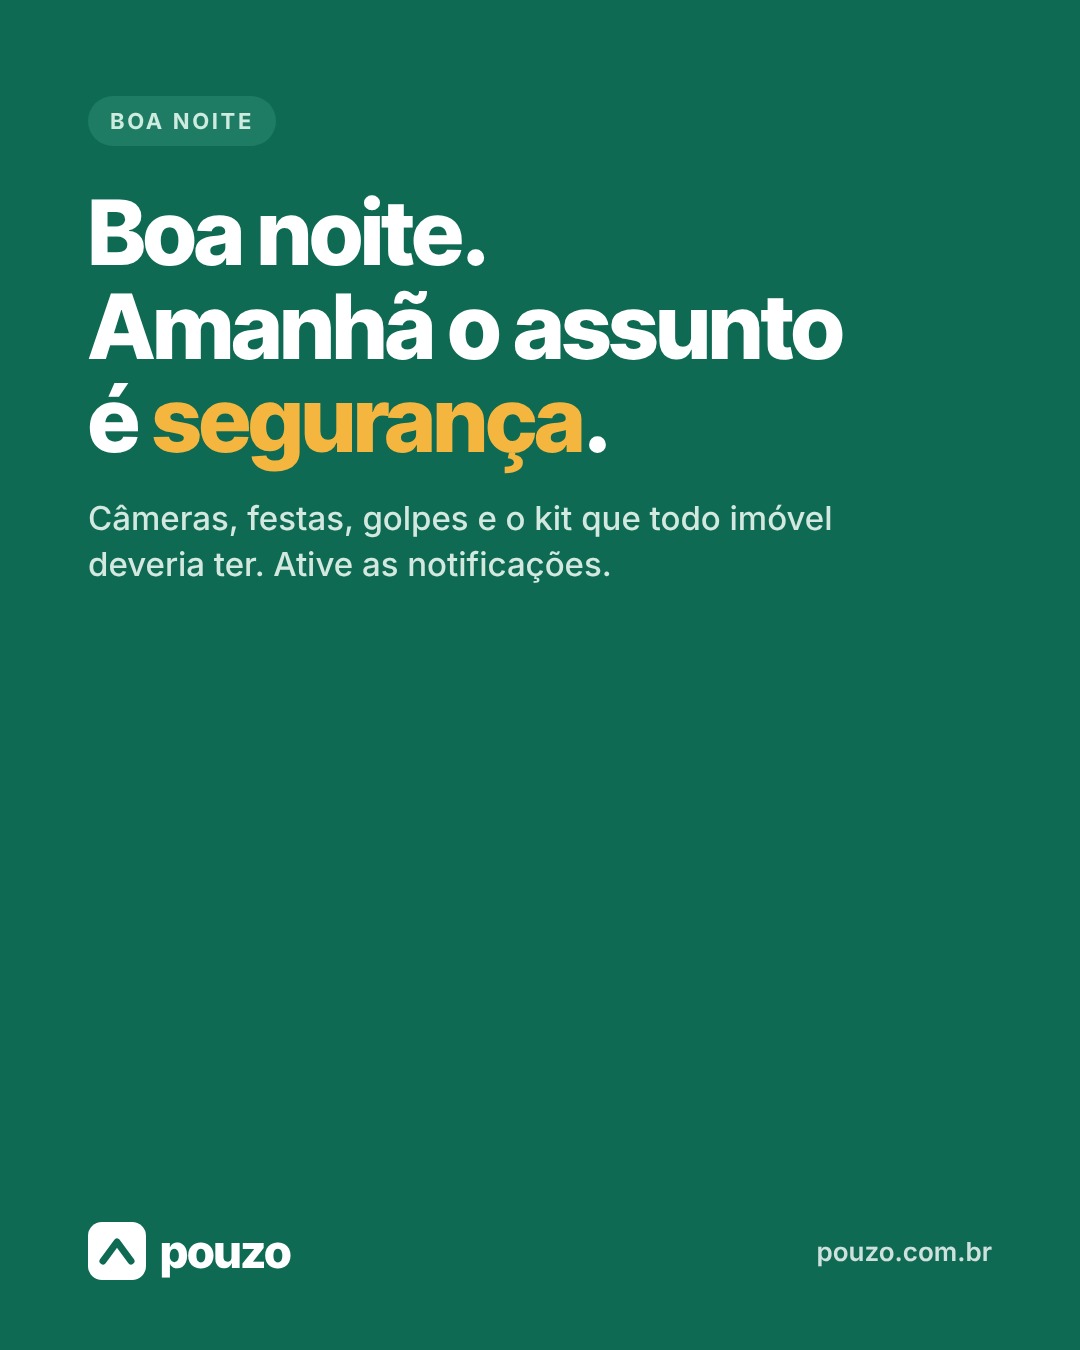 BOA NOITE
Boa noite.
Amanhã o assunto
é segurança.
Câmeras, festas, golpes e o kit que todo imóvel
deveria ter. Ative as notificações.
pouzo
pouzo.com.br